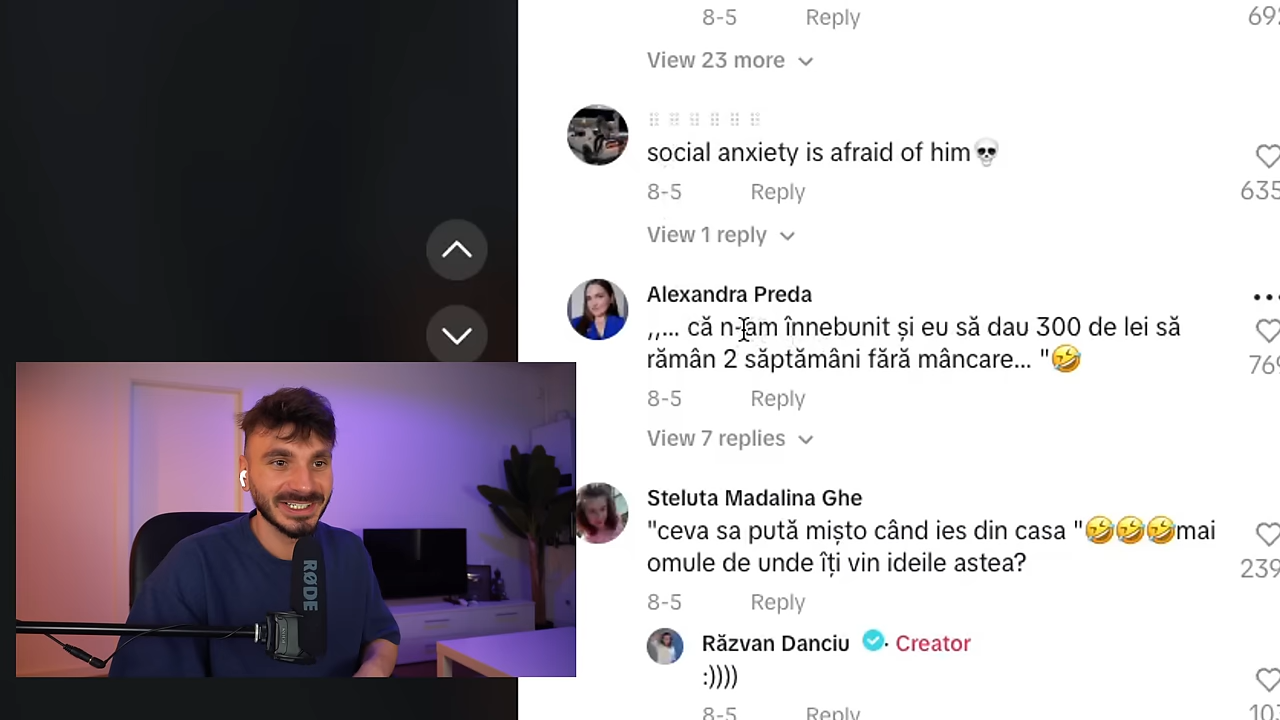 8-5 Reply 692
View 23 more
social anxiety is afraid of him💀
8-5 Reply 635
View 1 reply
Alexandra Preda
,,... că n-am înnebunit și eu să dau 300 de lei să
rămân 2 săptămâni fără mâncare... "🤣
8-5 Reply 769
View 7 replies
Steluta Madalina Ghe
"ceva sa pută mișto când ies din casa "🤣🤣🤣mai
omule de unde îți vin ideile astea?
8-5 Reply 239
Răzvan Danciu · Creator
:))))
8-5 Reply
RØDE